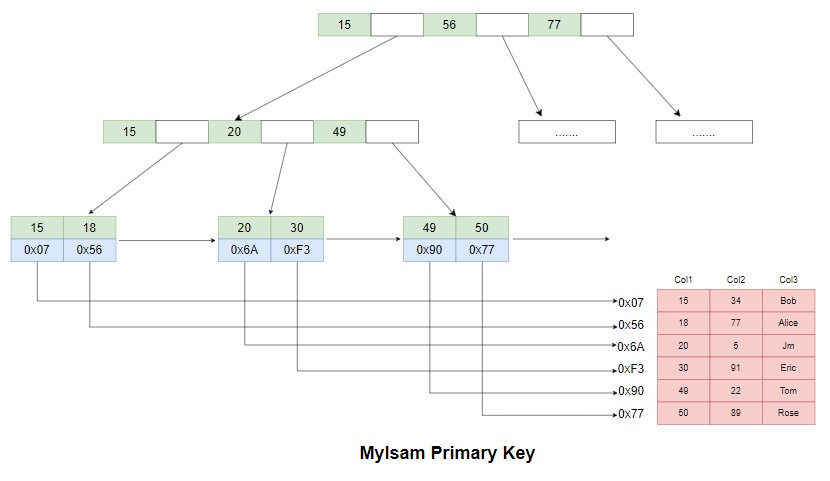 15 56 77
15 20 49 ....... .......
15 18 20 30 49 50
0x07 0x56 0x6A 0xF3 0x90 0x77
Col1 Col2 Col3
0x07 15 34 Bob
0x56 18 77 Alice
0x6A 20 5 Jm
0xF3 30 91 Eric
0x90 49 22 Tom
0x77 50 89 Rose
MyIsam Primary Key